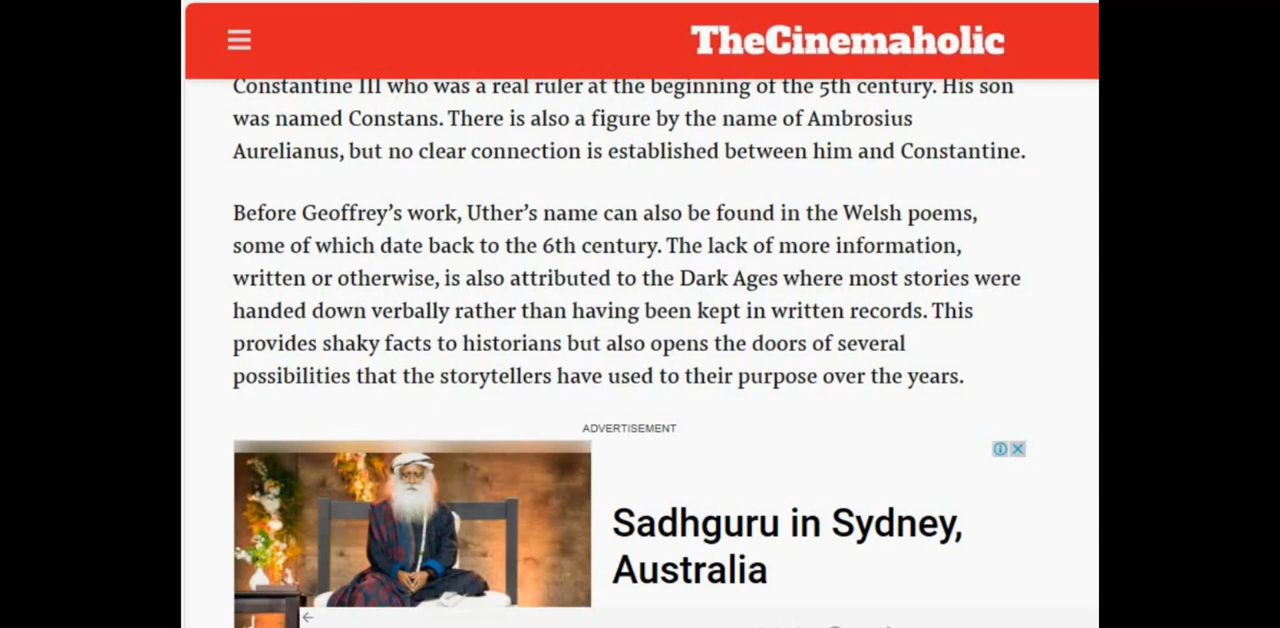 TheCinemaholic
Constantine III who was a real ruler at the beginning of the 5th century. His son
was named Constans. There is also a figure by the name of Ambrosius
Aurelianus, but no clear connection is established between him and Constantine.
Before Geoffrey’s work, Uther’s name can also be found in the Welsh poems,
some of which date back to the 6th century. The lack of more information,
written or otherwise, is also attributed to the Dark Ages where most stories were
handed down verbally rather than having been kept in written records. This
provides shaky facts to historians but also opens the doors of several
possibilities that the storytellers have used to their purpose over the years.
ADVERTISEMENT
Sadhguru in Sydney,
Australia